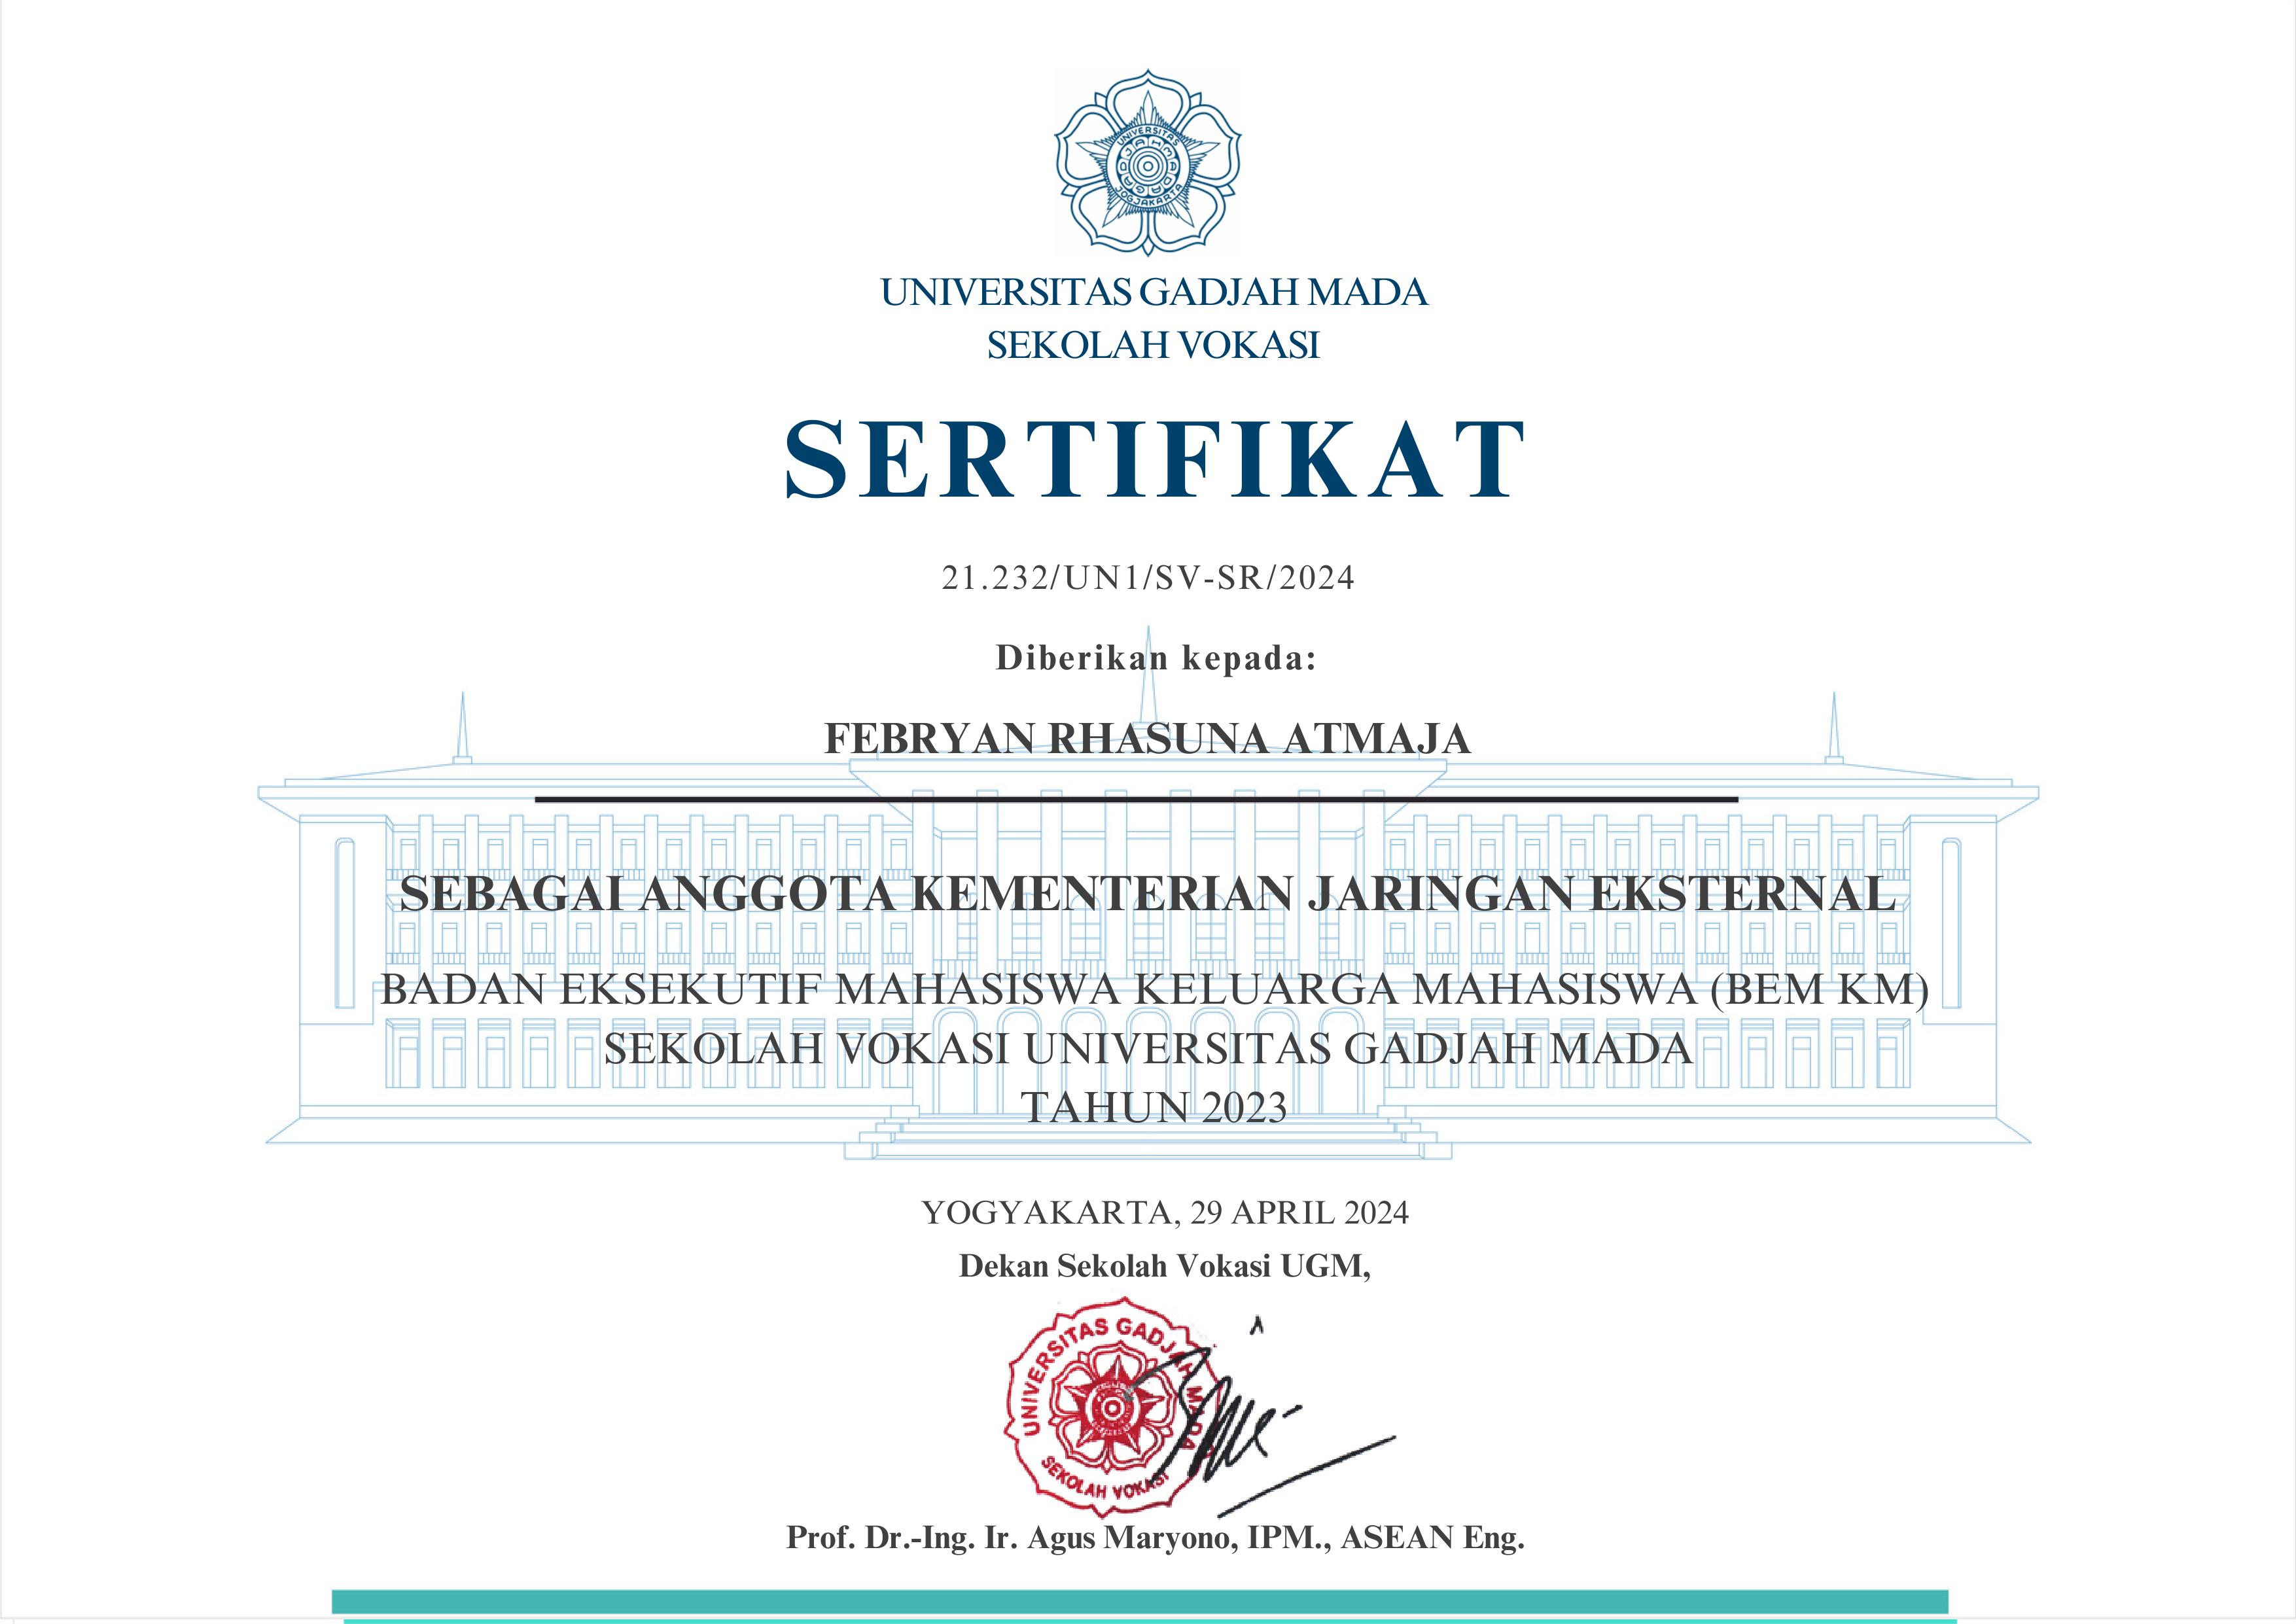 UNIVERSITAS
GADJAH MADA
JOGJAKARTA
UNIVERSITAS GADJAH MADA
SEKOLAH VOKASI
SERTIFIKAT
21.232/UN1/SV-SR/2024
Diberikan kepada:
FEBRYAN RHASUNA ATMAJA
SEBAGAI ANGGOTA KEMENTERIAN JARINGAN EKSTERNAL
BADAN EKSEKUTIF MAHASISWA KELUARGA MAHASISWA (BEM KM)
SEKOLAH VOKASI UNIVERSITAS GADJAH MADA
TAHUN 2023
YOGYAKARTA, 29 APRIL 2024
Dekan Sekolah Vokasi UGM,
UNIVERSITAS GADJAH MADA
SEKOLAH VOKASI
Prof. Dr.-Ing. Ir. Agus Maryono, IPM., ASEAN Eng.